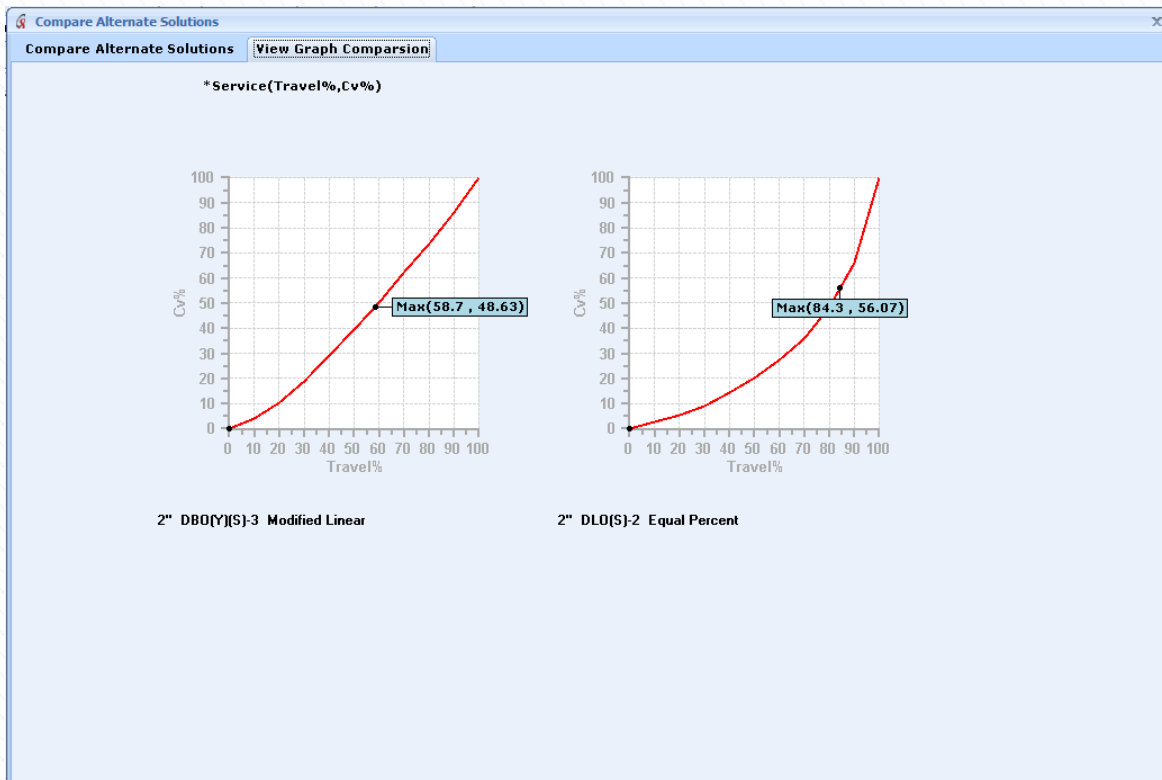 Compare Alternate Solutions
x
Compare Alternate Solutions View Graph Comparsion
*Service(Travel%,Cv%)
100
90
80
70
60
50
40
30
20
10
0
Cv%
Max(58.7 , 48.63)
0 10 20 30 40 50 60 70 80 90 100
Travel%
2" DBO(Y)(S)-3 Modified Linear
100
90
80
70
60
50
40
30
20
10
0
Cv%
Max(84.3 , 56.07)
0 10 20 30 40 50 60 70 80 90 100
Travel%
2" DLO(S)-2 Equal Percent